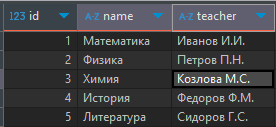 123 id A-Z name A-Z teacher
1 Математика Иванов И.И.
2 Физика Петров П.Н.
3 Химия Козлова М.С.
4 История Федоров Ф.М.
5 Литература Сидоров Г.С.